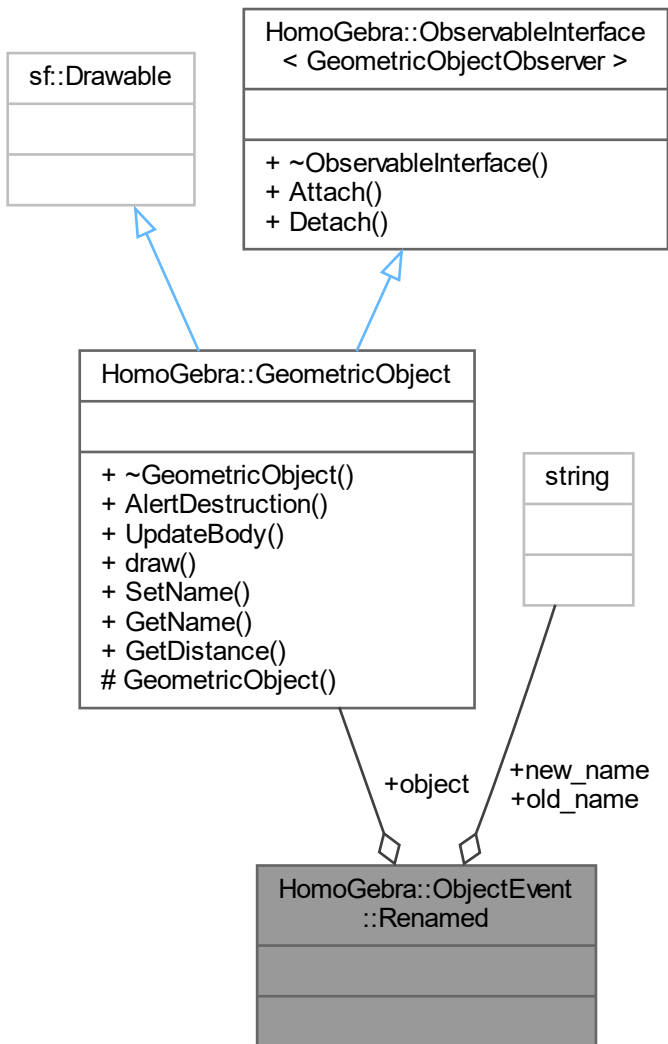 HomoGebra::ObservableInterface
< GeometricObjectObserver >
sf::Drawable
+ ~ObservableInterface()
+ Attach()
+ Detach()
HomoGebra::GeometricObject
+ ~GeometricObject()
+ AlertDestruction()
+ UpdateBody()
+ draw()
+ SetName()
+ GetName()
+ GetDistance()
# GeometricObject()
string
+object
+new_name
+old_name
HomoGebra::ObjectEvent
::Renamed